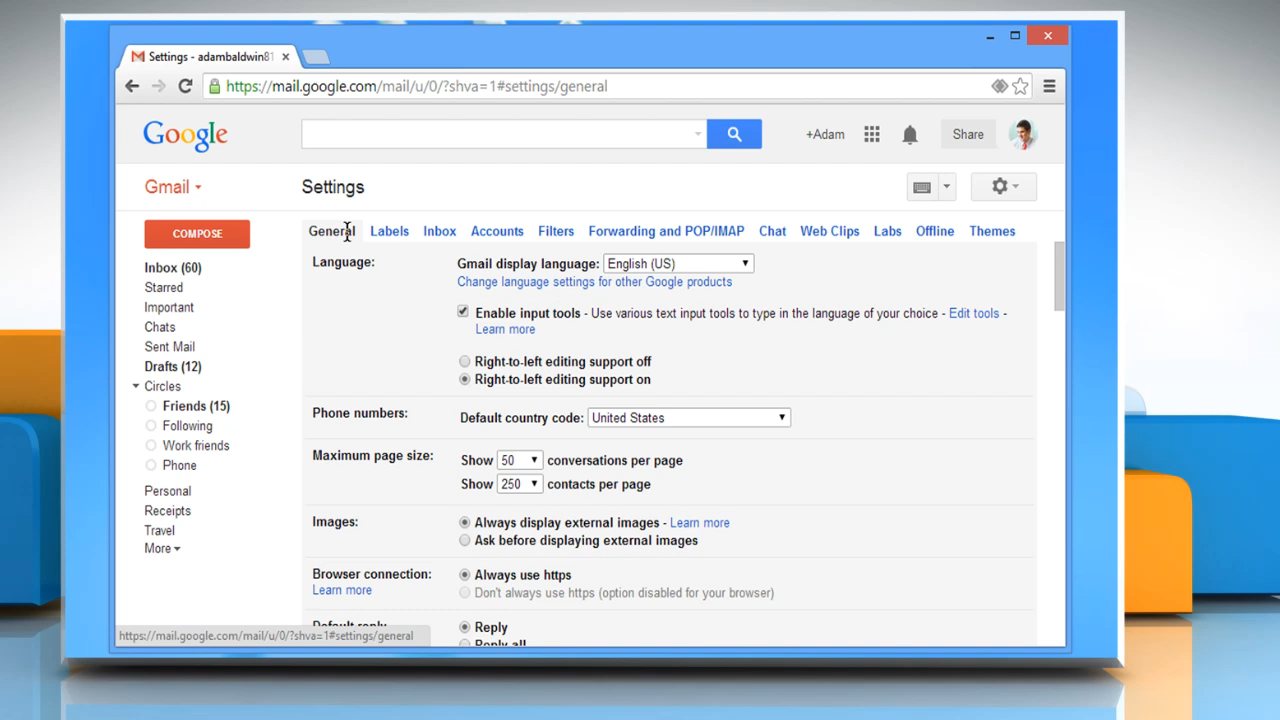 Settings - adambaldwin81
https://mail.google.com/mail/u/0/?shva=1#settings/general
Google
+Adam
Share
Gmail
Settings
COMPOSE
General Labels Inbox Accounts Filters Forwarding and POP/IMAP Chat Web Clips Labs Offline Themes
Inbox (60)
Starred
Important
Chats
Sent Mail
Drafts (12)
Circles
Friends (15)
Following
Work friends
Phone
Personal
Receipts
Travel
More
Language:
Gmail display language: English (US)
Change language settings for other Google products
Enable input tools - Use various text input tools to type in the language of your choice - Edit tools -
Learn more
Right-to-left editing support off
Right-to-left editing support on
Phone numbers:
Default country code: United States
Maximum page size:
Show 50 conversations per page
Show 250 contacts per page
Images:
Always display external images - Learn more
Ask before displaying external images
Browser connection:
Learn more
Always use https
Don't always use https (option disabled for your browser)
Default reply
Reply
Reply all
https://mail.google.com/mail/u/0/?shva=1#settings/general